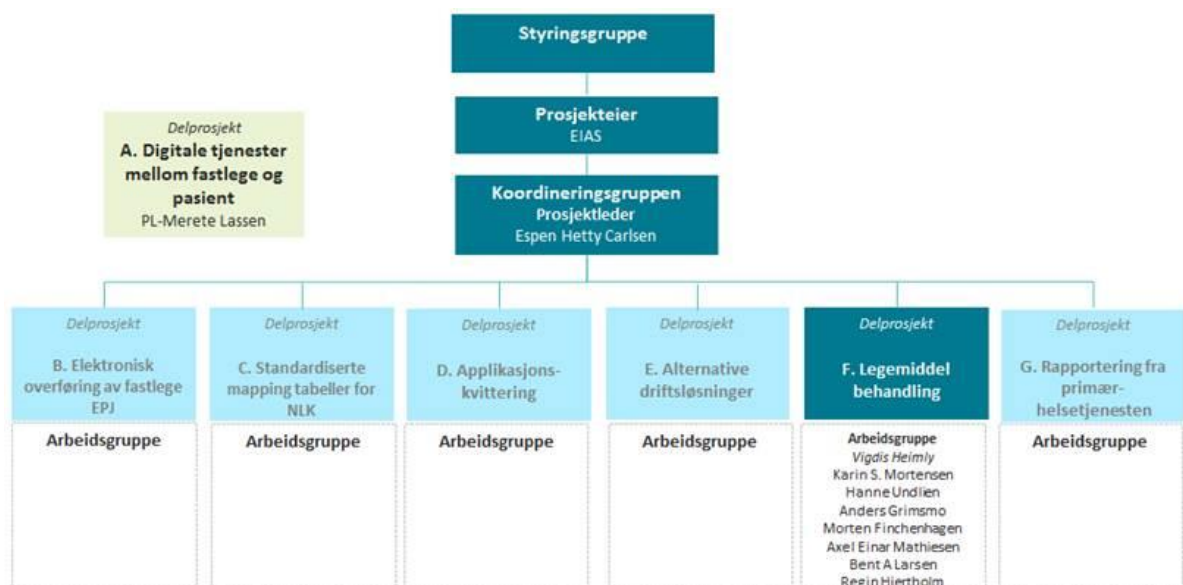 Styringsgruppe
Prosjekteier
EIAS
Koordineringsgruppen
Prosjektleder
Espen Hetty Carlsen
Delprosjekt
A. Digitale tjenester
mellom fastlege og
pasient
PL-Merete Lassen
Delprosjekt
B. Elektronisk
overføring av fastlege
EPJ
Arbeidsgruppe
Delprosjekt
C. Standardiserte
mapping tabeller for
NLK
Arbeidsgruppe
Delprosjekt
D. Applikasjons-
kvittering
Arbeidsgruppe
Delprosjekt
E. Alternative
driftsløsninger
Arbeidsgruppe
Delprosjekt
F. Legemiddel
behandling
Arbeidsgruppe
Vigdis Heimly
Karin S. Mortensen
Hanne Undlien
Anders Grimsmo
Morten Finchenhagen
Axel Einar Mathiesen
Bent A Larsen
Regin Hjertholm
Delprosjekt
G. Rapportering fra
primær-
helsetjenesten
Arbeidsgruppe